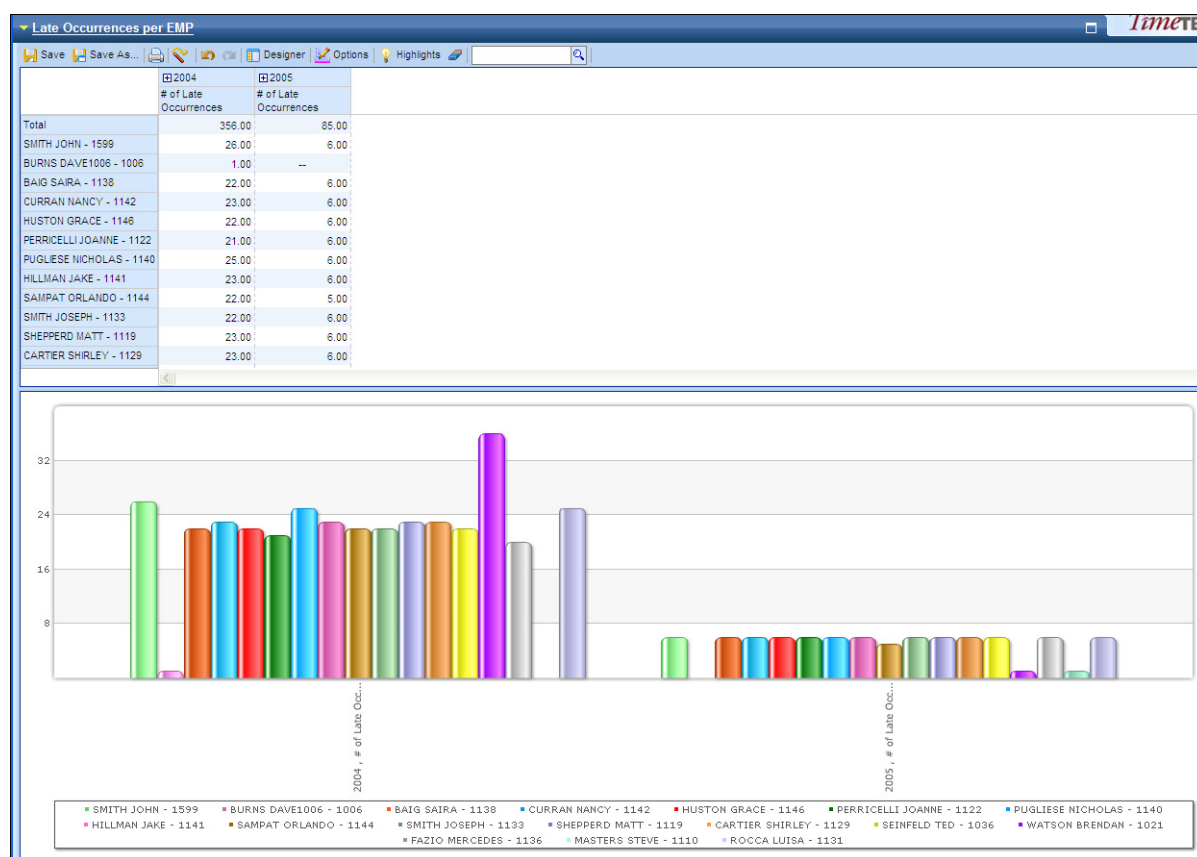 Late Occurrences per EMP
TimeTE
Save Save As... Designer Options Highlights
2004 2005
# of Late Occurrences # of Late Occurrences
Total 356.00 85.00
SMITH JOHN - 1599 26.00 6.00
BURNS DAVE1006 - 1006 1.00 --
BAIG SAIRA - 1138 22.00 6.00
CURRAN NANCY - 1142 23.00 6.00
HUSTON GRACE - 1146 22.00 6.00
PERRICELLI JOANNE - 1122 21.00 6.00
PUGLIESE NICHOLAS - 1140 25.00 6.00
HILLMAN JAKE - 1141 23.00 6.00
SAMPAT ORLANDO - 1144 22.00 5.00
SMITH JOSEPH - 1133 22.00 6.00
SHEPPERD MATT - 1119 23.00 6.00
CARTIER SHIRLEY - 1129 23.00 6.00
32
24
16
8
2004 , # of Late Occ...
2005 , # of Late Occ...
SMITH JOHN - 1599 BURNS DAVE1006 - 1006 BAIG SAIRA - 1138 CURRAN NANCY - 1142 HUSTON GRACE - 1146 PERRICELLI JOANNE - 1122 PUGLIESE NICHOLAS - 1140
HILLMAN JAKE - 1141 SAMPAT ORLANDO - 1144 SMITH JOSEPH - 1133 SHEPPERD MATT - 1119 CARTIER SHIRLEY - 1129 SEINFELD TED - 1036 WATSON BRENDAN - 1021
FAZIO MERCEDES - 1136 MASTERS STEVE - 1110 ROCCA LUISA - 1131